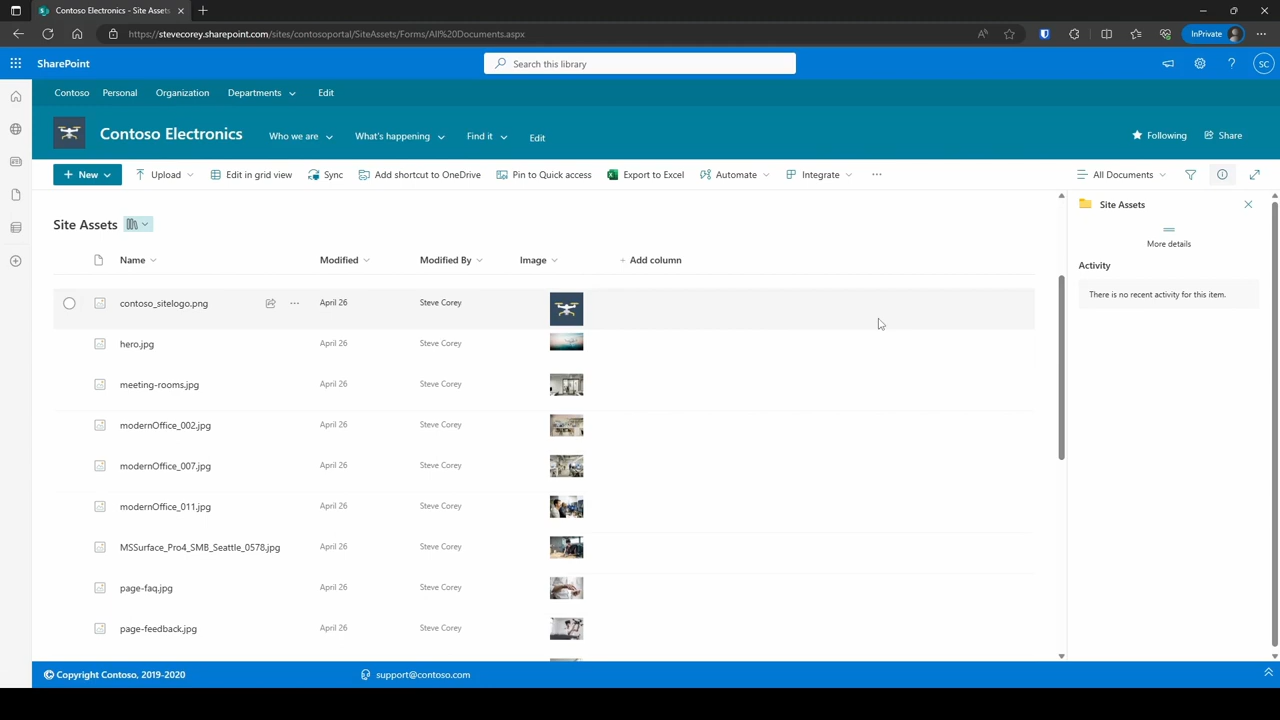 Contoso Electronics - Site Assets
https://stevecorey.sharepoint.com/sites/contosoportal/SiteAssets/Forms/All%20Documents.aspx
InPrivate
SharePoint
Search this library
SC
Contoso Personal Organization Departments Edit
Contoso Electronics Who we are What's happening Find it Edit
Following Share
New Upload Edit in grid view Sync Add shortcut to OneDrive Pin to Quick access Export to Excel Automate Integrate All Documents
Site Assets
Name Modified Modified By Image + Add column
contoso_sitelogo.png April 26 Steve Corey
hero.jpg April 26 Steve Corey
meeting-rooms.jpg April 26 Steve Corey
modernOffice_002.jpg April 26 Steve Corey
modernOffice_007.jpg April 26 Steve Corey
modernOffice_011.jpg April 26 Steve Corey
MSSurface_Pro4_SMB_Seattle_0578.jpg April 26 Steve Corey
page-faq.jpg April 26 Steve Corey
page-feedback.jpg April 26 Steve Corey
Site Assets
More details
Activity
There is no recent activity for this item.
© Copyright Contoso, 2019-2020 support@contoso.com